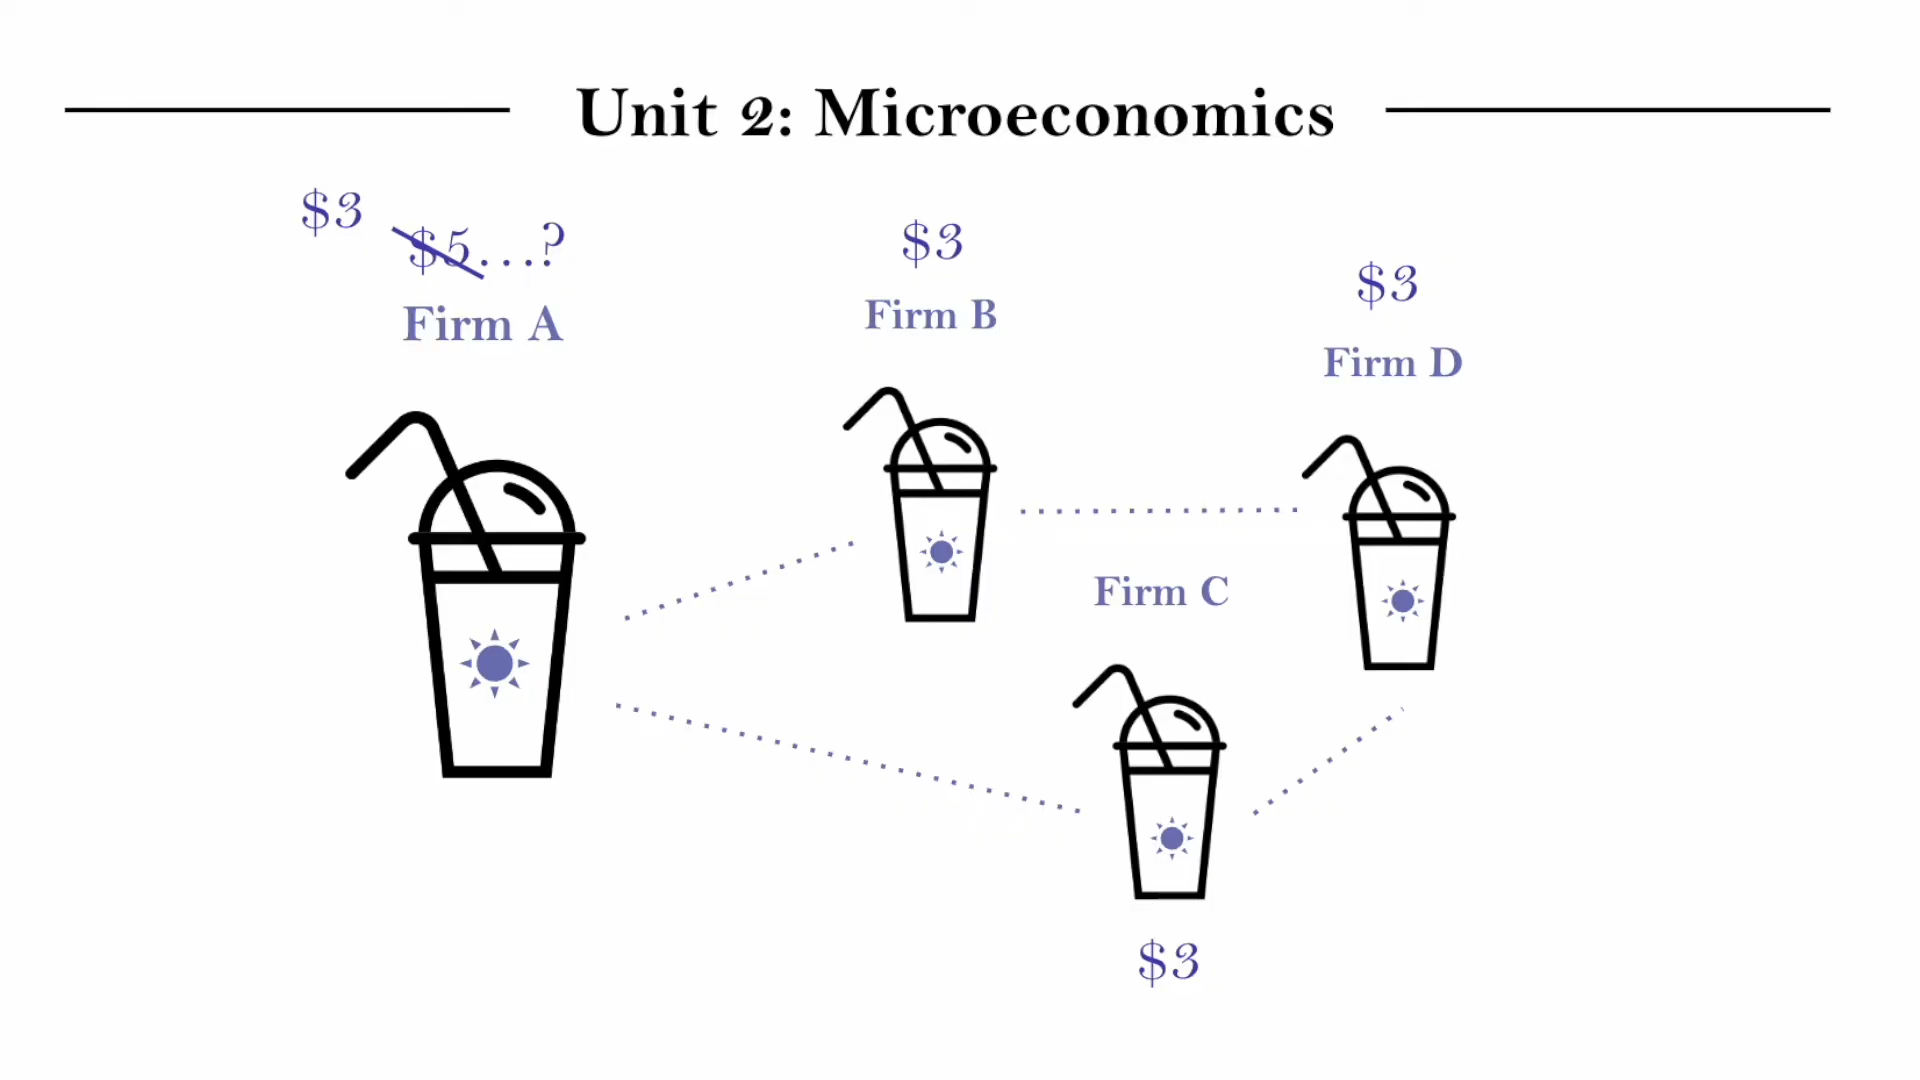 Unit 2: Microeconomics
$3
$5...?
Firm A
$3
Firm B
$3
Firm D
Firm C
$3